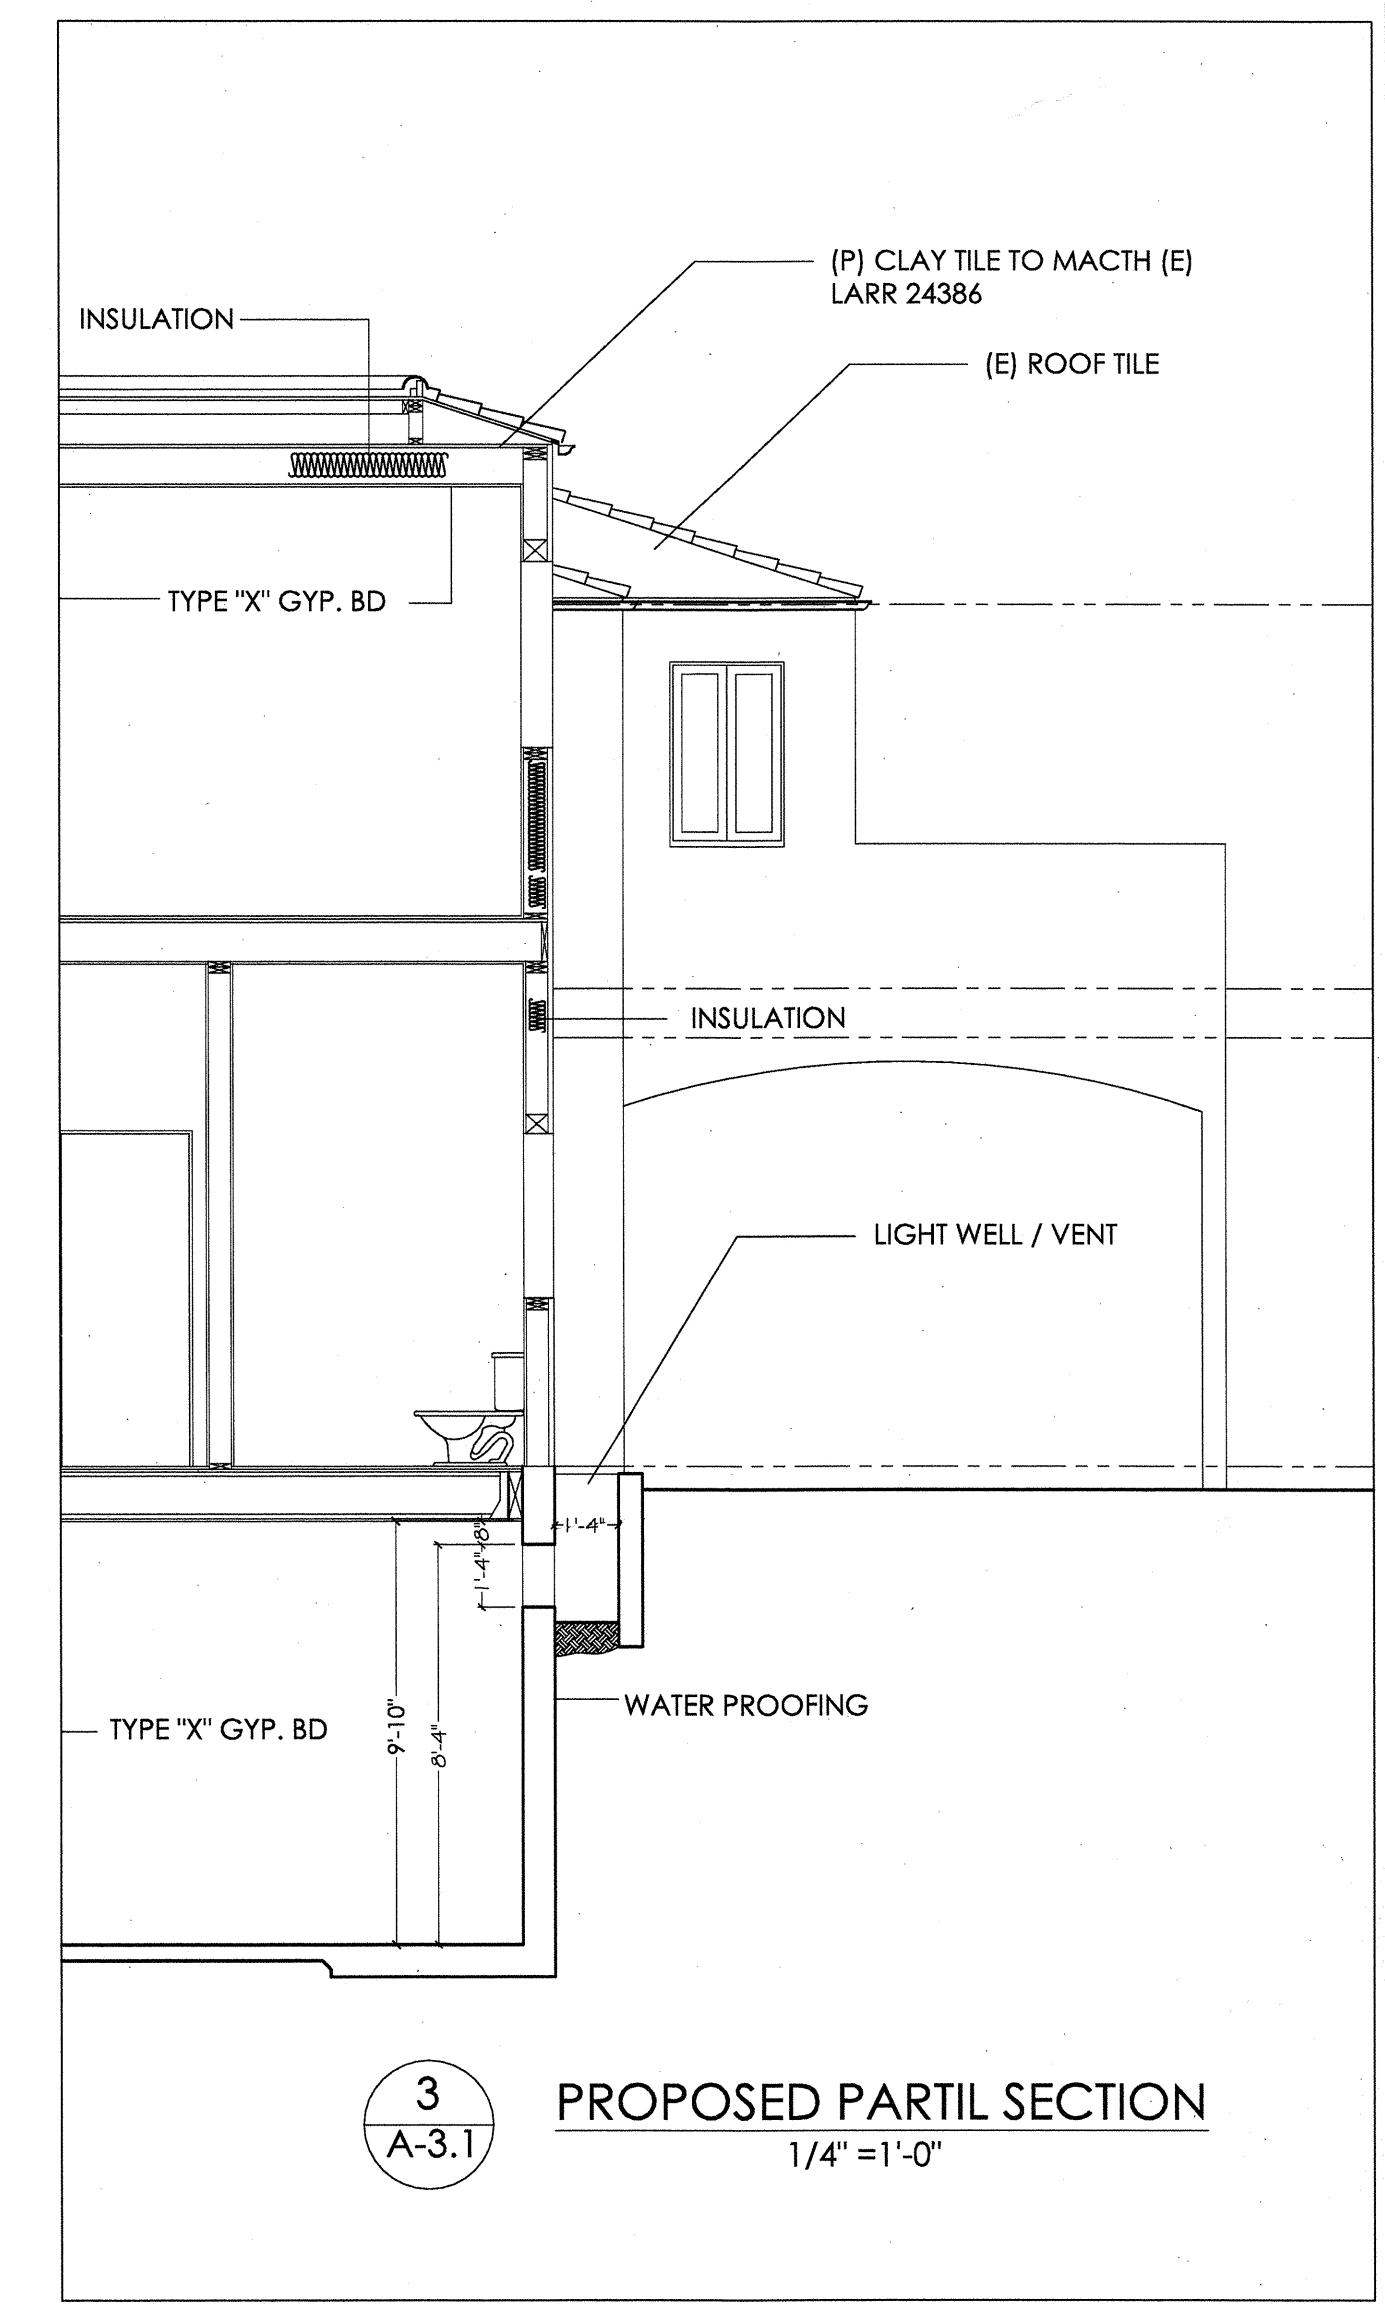 (P) CLAY TILE TO MACTH (E)
LARR 24386
INSULATION
(E) ROOF TILE
TYPE "X" GYP. BD
INSULATION
LIGHT WELL / VENT
8"
1'-4"
1'-4"
WATER PROOFING
9'-10"
8'-4"
TYPE "X" GYP. BD
3
A-3.1
PROPOSED PARTIL SECTION
1/4" =1'-0"